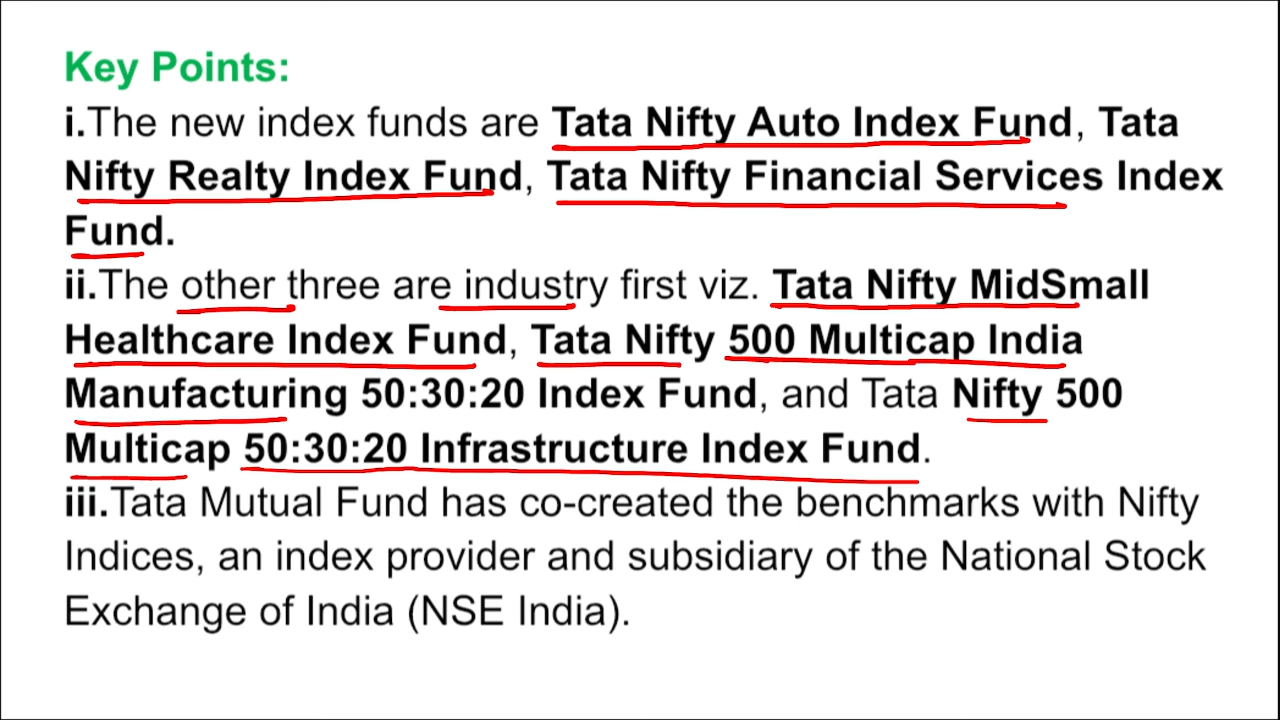 Key Points:
i.The new index funds are Tata Nifty Auto Index Fund, Tata
Nifty Realty Index Fund, Tata Nifty Financial Services Index
Fund.
ii.The other three are industry first viz. Tata Nifty MidSmall
Healthcare Index Fund, Tata Nifty 500 Multicap India
Manufacturing 50:30:20 Index Fund, and Tata Nifty 500
Multicap 50:30:20 Infrastructure Index Fund.
iii.Tata Mutual Fund has co-created the benchmarks with Nifty
Indices, an index provider and subsidiary of the National Stock
Exchange of India (NSE India).